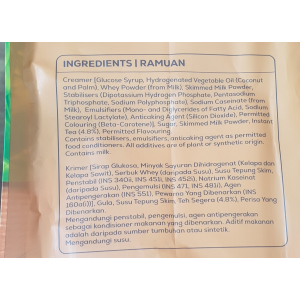 INGREDIENTS | RAMUAN
Creamer [Glucose Syrup, Hydrogenated Vegetable Oil (Coconut
and Palm), Whey Powder (from Milk), Skimmed Milk Powder,
Stabilisers (Dipotassium Hydrogen Phosphate, Pentasodium
Triphosphate, Sodium Polyphosphate), Sodium Caseinate (from
Milk), Emulsifiers (Mono- and Diglycerides of Fatty Acid, Sodium
Stearoyl Lactylate), Anticaking Agent (Silicon Dioxide), Permitted
Colouring (Beta-Carotene)], Sugar, Skimmed Milk Powder, Instant
Tea (4.8%), Permitted Flavouring.
Contains stabilisers, emulsifiers, anticaking agent as permitted
food conditioners. All additives are of plant or synthetic origin.
Contains milk.
Krimer [Sirap Glukosa, Minyak Sayuran Dihidrogenat (Kelapa dan
Kelapa Sawit), Serbuk Whey (daripada Susu), Susu Tepung Skim,
Penstabil (INS 340ii, INS 451i, INS 452i), Natrium Kaseinat
(daripada Susu), Pengemulsi (INS 471, INS 481i), Agen
Antipengerakan (INS 551), Pewarna Yang Dibenarkan (INS
160a(i))], Gula, Susu Tepung Skim, Teh Segera (4.8%), Perisa Yang
Dibenarkan.
Mengandungi penstabil, pengemulsi, agen antipengerakan
sebagai kondisioner makanan yang dibenarkan. Aditif makanan
adalah daripada sumber tumbuhan atau sintetik.
Mengandungi susu.